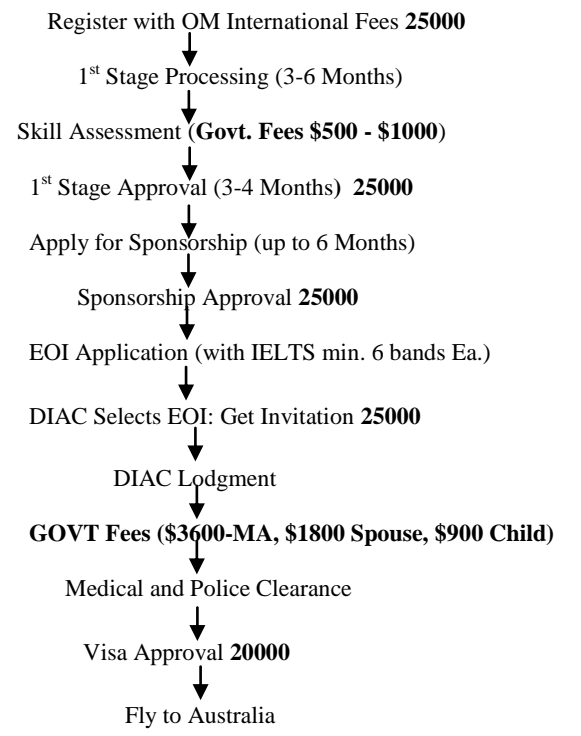 Register with OM International Fees 25000
1st Stage Processing (3-6 Months)
Skill Assessment (Govt. Fees $500 - $1000)
1st Stage Approval (3-4 Months) 25000
Apply for Sponsorship (up to 6 Months)
Sponsorship Approval 25000
EOI Application (with IELTS min. 6 bands Ea.)
DIAC Selects EOI: Get Invitation 25000
DIAC Lodgment
GOVT Fees ($3600-MA, $1800 Spouse, $900 Child)
Medical and Police Clearance
Visa Approval 20000
Fly to Australia